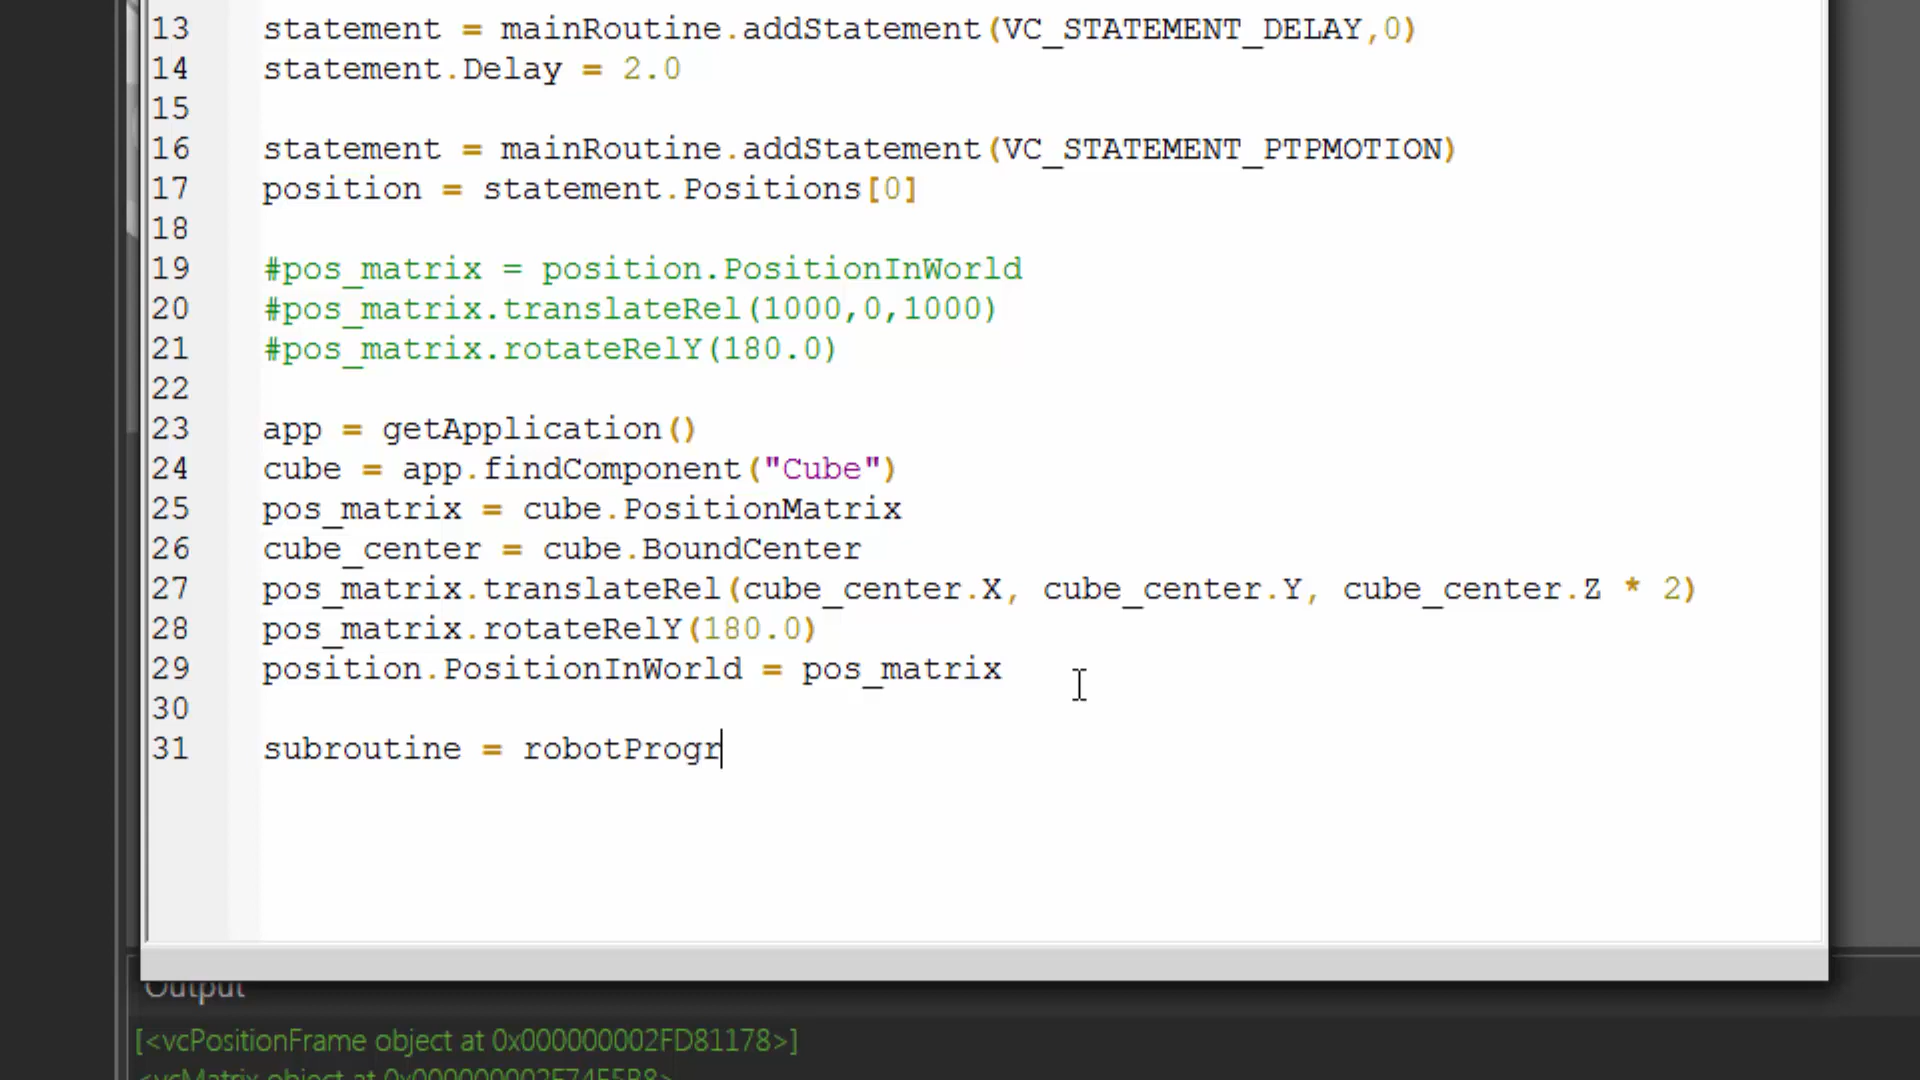 13 statement = mainRoutine.addStatement(VC_STATEMENT_DELAY,0)
14 statement.Delay = 2.0
15
16 statement = mainRoutine.addStatement(VC_STATEMENT_PTPMOTION)
17 position = statement.Positions[0]
18
19 #pos_matrix = position.PositionInWorld
20 #pos_matrix.translateRel(1000,0,1000)
21 #pos_matrix.rotateRelY(180.0)
22
23 app = getApplication()
24 cube = app.findComponent("Cube")
25 pos_matrix = cube.PositionMatrix
26 cube_center = cube.BoundCenter
27 pos_matrix.translateRel(cube_center.X, cube_center.Y, cube_center.Z * 2)
28 pos_matrix.rotateRelY(180.0)
29 position.PositionInWorld = pos_matrix
30
31 subroutine = robotProgr
Output
[<vcPositionFrame object at 0x000000002FD81178>]
<vcMatrix object at